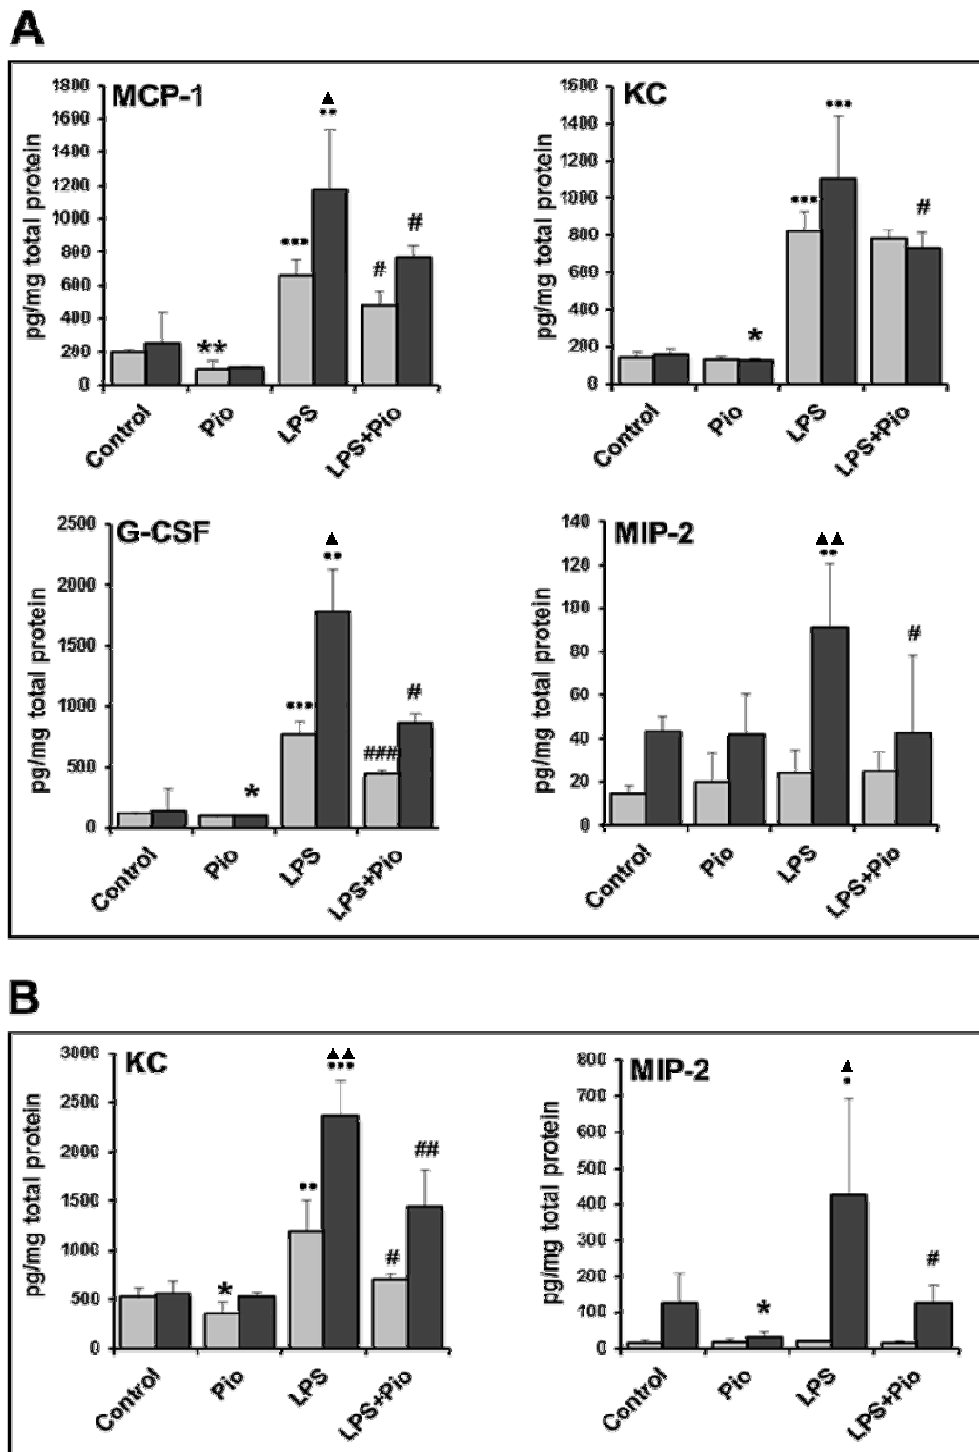 A
MCP-1
pg/mg total protein
1800
1600
1400
1200
1000
800
600
400
200
0
▲
••
•••
#
#
**
Control
Pio
LPS
LPS+Pio
KC
pg/mg total protein
1600
1400
1200
1000
800
600
400
200
0
•••
•••
#
*
Control
Pio
LPS
LPS+Pio
G-CSF
pg/mg total protein
2500
2000
1500
1000
500
0
▲
••
•••
#
###
*
Control
Pio
LPS
LPS+Pio
MIP-2
pg/mg total protein
140
120
100
80
60
40
20
0
▲▲
••
#
Control
Pio
LPS
LPS+Pio
B
KC
pg/mg total protein
3000
2500
2000
1500
1000
500
0
▲▲
•••
##
••
#
*
Control
Pio
LPS
LPS+Pio
MIP-2
pg/mg total protein
800
700
600
500
400
300
200
100
0
▲
•
#
*
Control
Pio
LPS
LPS+Pio